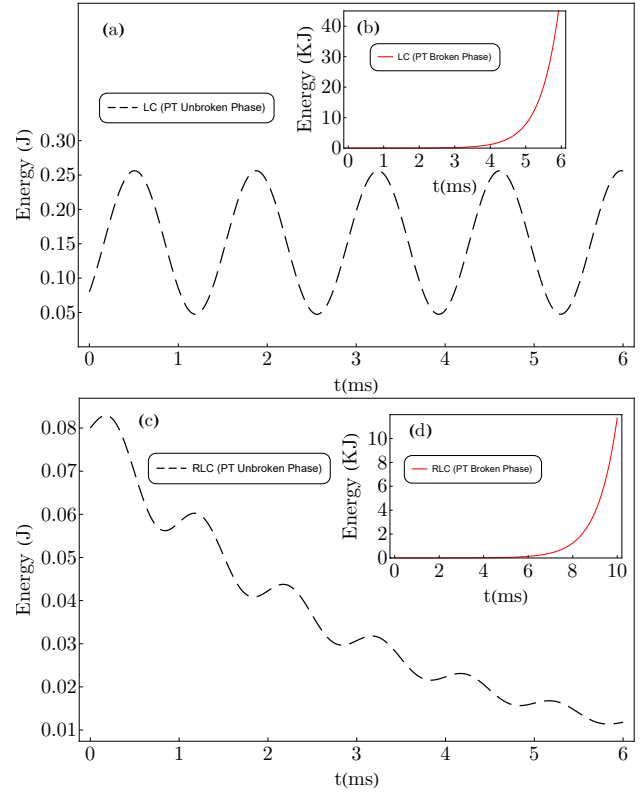 (a)
LC (PT Unbroken Phase)
Energy (J)
0.30
0.25
0.20
0.15
0.10
0.05
0 1 2 3 4 5 6
t(ms)
(b)
LC (PT Broken Phase)
Energy (KJ)
40
30
20
10
0
0 1 2 3 4 5 6
t(ms)
(c)
RLC (PT Unbroken Phase)
Energy (J)
0.08
0.07
0.06
0.05
0.04
0.03
0.02
0.01
0 1 2 3 4 5 6
t(ms)
(d)
RLC (PT Broken Phase)
Energy (KJ)
10
8
6
4
2
0
0 2 4 6 8 10
t(ms)